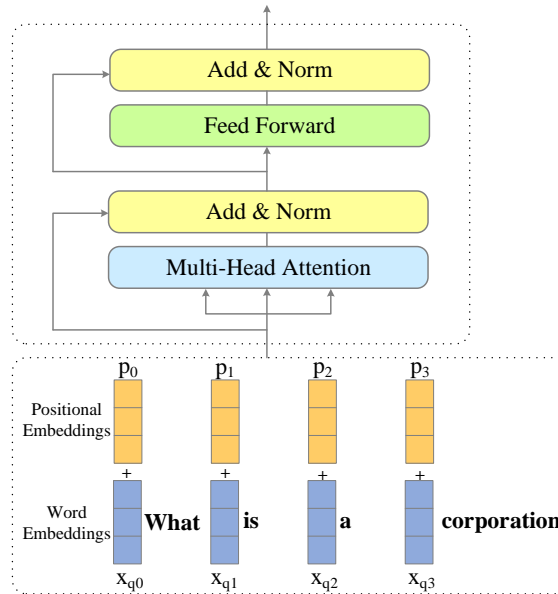 Add & Norm
Feed Forward
Add & Norm
Multi-Head Attention
p0 p1 p2 p3
Positional
Embeddings
+ + + +
Word
Embeddings
What is a corporation
xq0 xq1 xq2 xq3